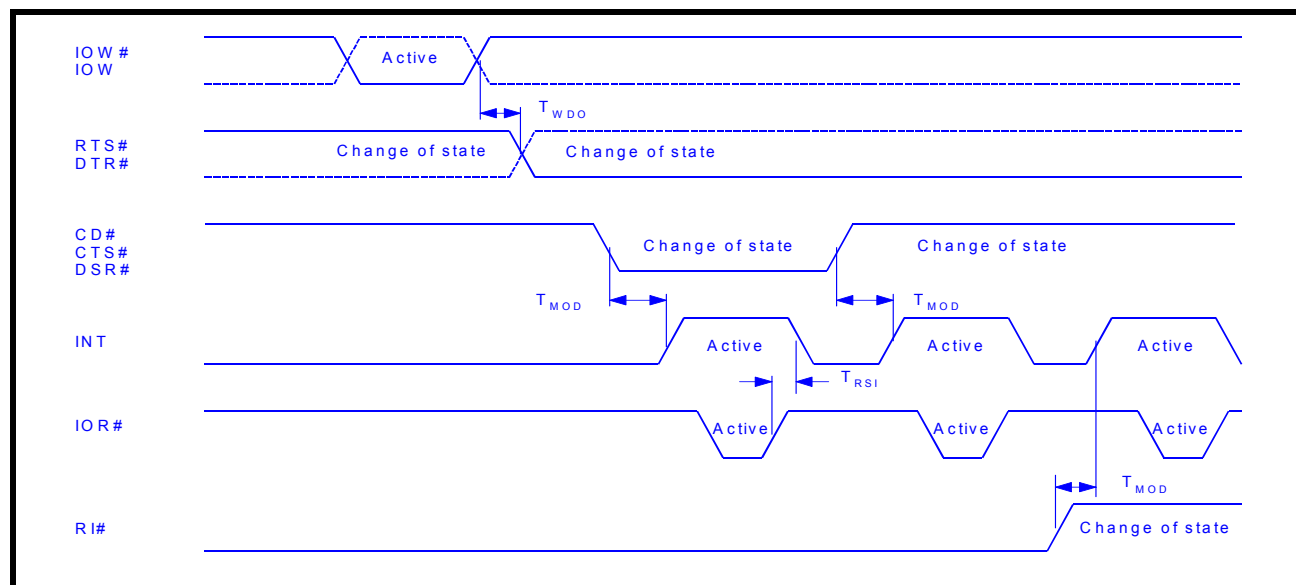 IOW#
IOW
Active
TWDO
RTS#
DTR#
Change of state
Change of state
CD#
CTS#
DSR#
Change of state
Change of state
TMOD
TMOD
INT
Active
Active
Active
TRSI
IOR#
Active
Active
Active
TMOD
RI#
Change of state